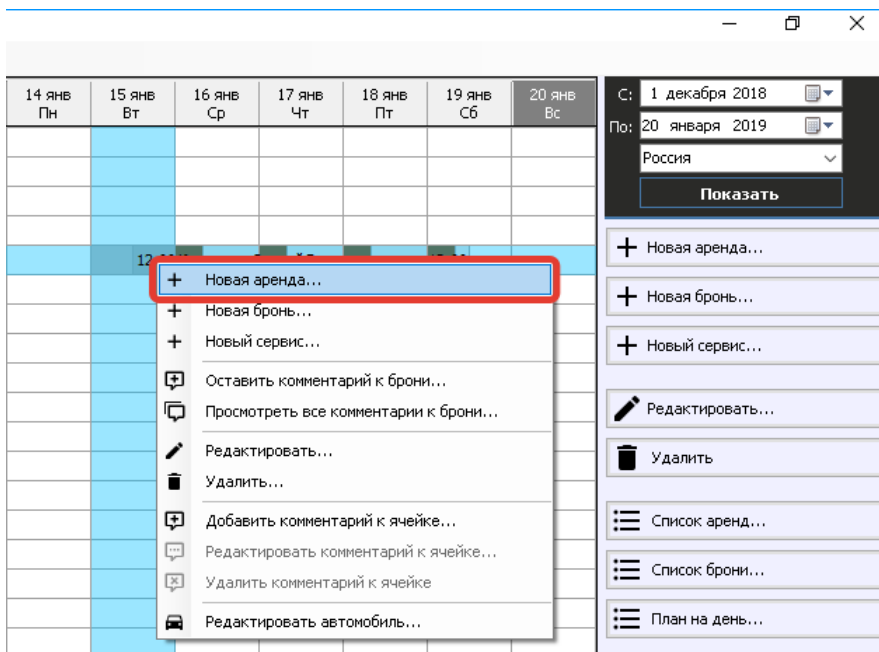 14 янв 15 янв 16 янв 17 янв 18 янв 19 янв 20 янв
Пн Вт Ср Чт Пт Сб Вс
С: 1 декабря 2018
По: 20 января 2019
Россия
Показать
Новая аренда...
Новая бронь...
Новый сервис...
Редактировать...
Удалить
Список аренд...
Список брони...
План на день...
Новая аренда...
Новая бронь...
Новый сервис...
Оставить комментарий к брони...
Просмотреть все комментарии к брони...
Редактировать...
Удалить...
Добавить комментарий к ячейке...
Редактировать комментарий к ячейке...
Удалить комментарий к ячейке
Редактировать автомобиль...